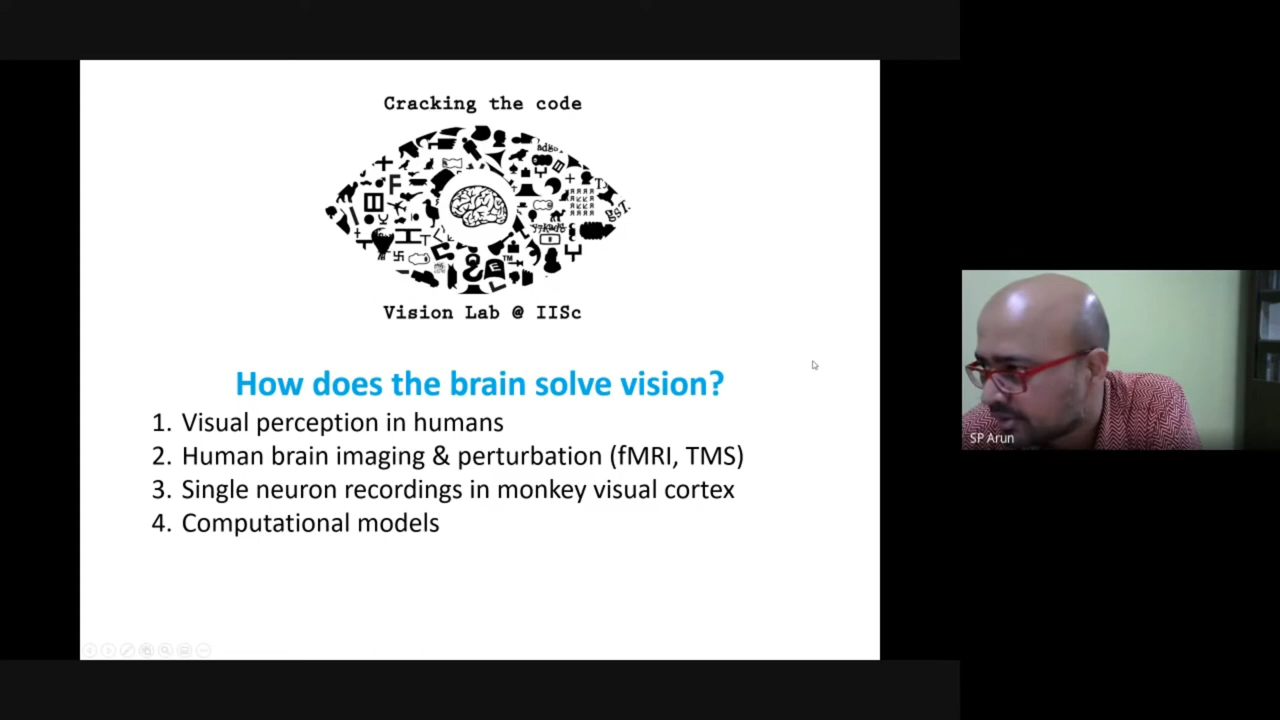 Cracking the code
Vision Lab @ IISc
How does the brain solve vision?
1. Visual perception in humans
2. Human brain imaging & perturbation (fMRI, TMS)
3. Single neuron recordings in monkey visual cortex
4. Computational models
SP Arun